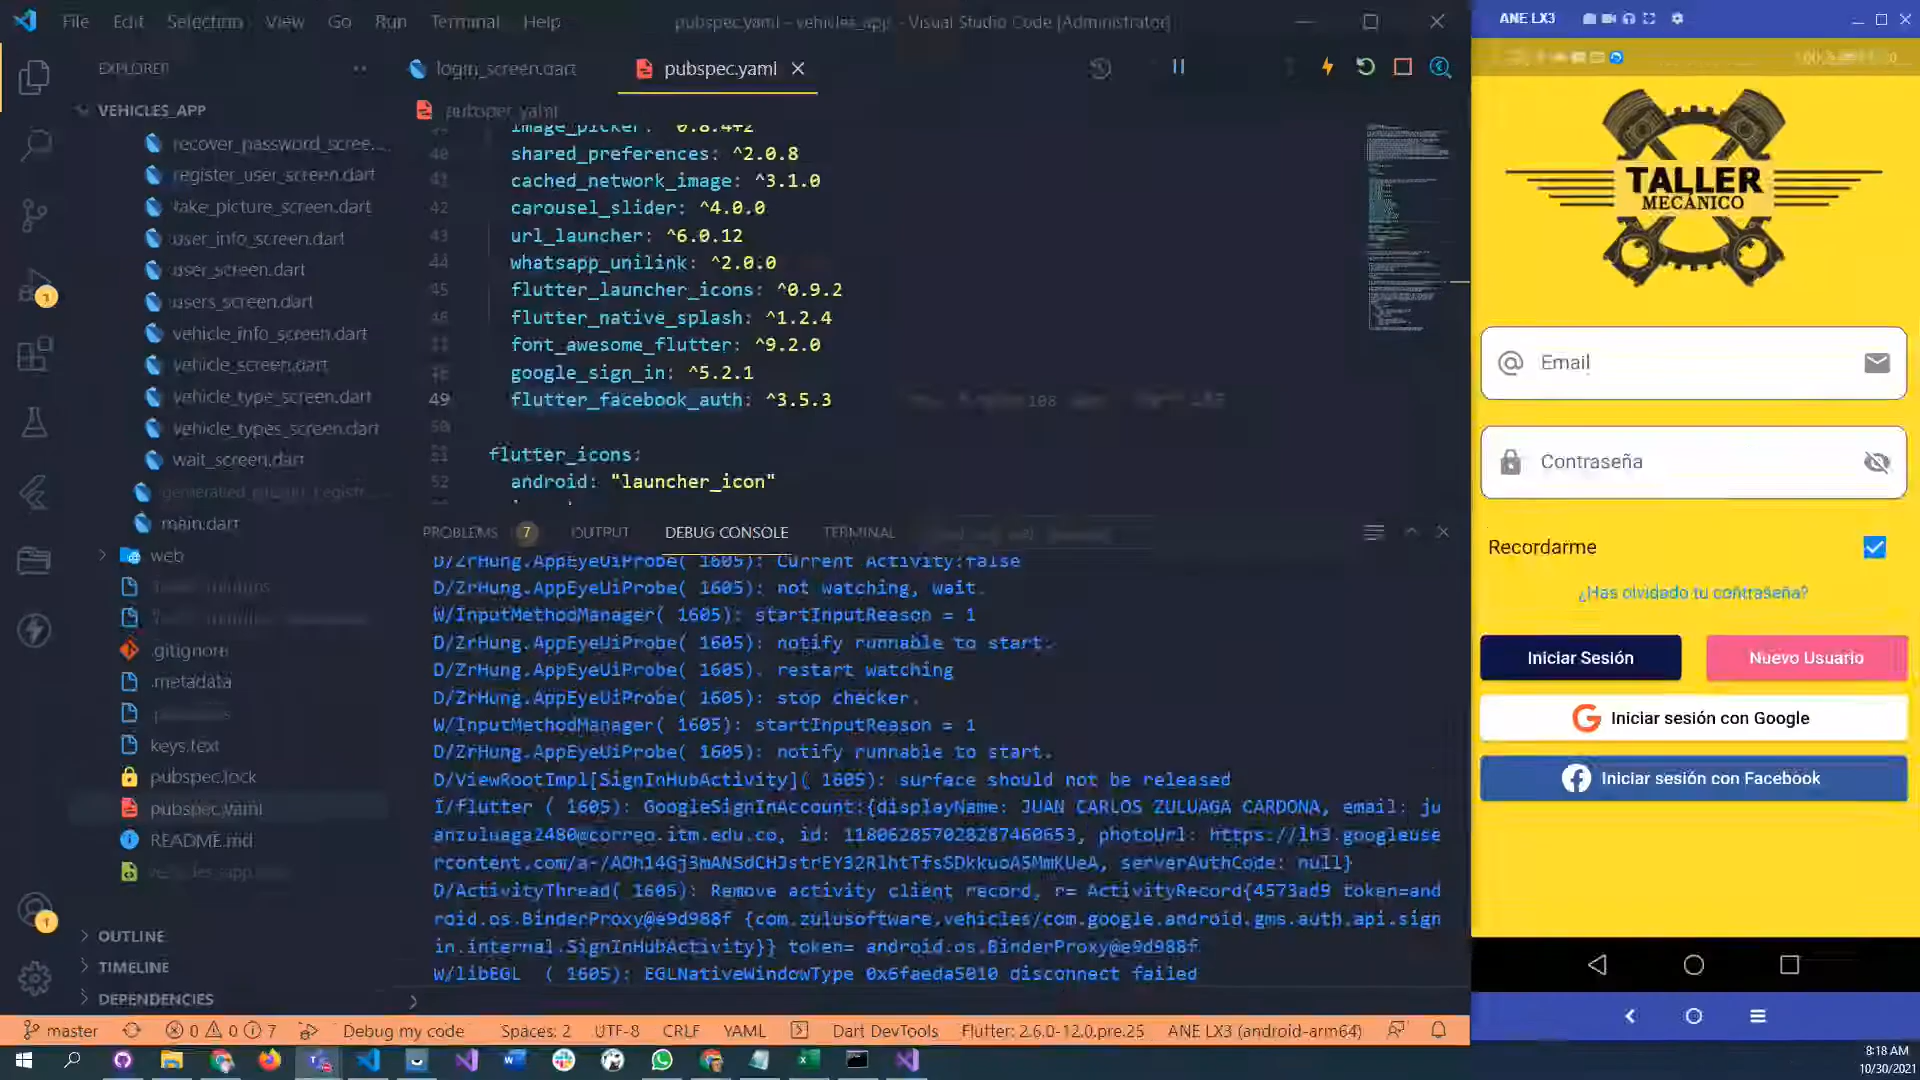 File Edit Selection View Go Run Terminal Help
pubspec.yaml - vehicles_app - Visual Studio Code [Administrator]
EXPLORER
login_screen.dart
pubspec.yaml
VEHICLES_APP
recover_password_scree...
register_user_screen.dart
take_picture_screen.dart
user_info_screen.dart
user_screen.dart
users_screen.dart
vehicle_info_screen.dart
vehicle_screen.dart
vehicle_type_screen.dart
vehicle_types_screen.dart
wait_screen.dart
generated_plugin_registr...
main.dart
web
.gitignore
.metadata
keys.text
pubspec.lock
pubspec.yaml
README.md
OUTLINE
TIMELINE
DEPENDENCIES
pubspec.yaml
image_picker: ^0.8.4+2
40 shared_preferences: ^2.0.8
41 cached_network_image: ^3.1.0
42 carousel_slider: ^4.0.0
43 url_launcher: ^6.0.12
44 whatsapp_unilink: ^2.0.0
45 flutter_launcher_icons: ^0.9.2
flutter_native_splash: ^1.2.4
font_awesome_flutter: ^9.2.0
google_sign_in: ^5.2.1
49 flutter_facebook_auth: ^3.5.3
50
51 flutter_icons:
52 android: "launcher_icon"
PROBLEMS 7 OUTPUT DEBUG CONSOLE TERMINAL
D/ZrHung.AppEyeUiProbe( 1605): Current Activity:false
D/ZrHung.AppEyeUiProbe( 1605): not watching, wait.
W/InputMethodManager( 1605): startInputReason = 1
D/ZrHung.AppEyeUiProbe( 1605): notify runnable to start.
D/ZrHung.AppEyeUiProbe( 1605): restart watching
D/ZrHung.AppEyeUiProbe( 1605): stop checker.
W/InputMethodManager( 1605): startInputReason = 1
D/ZrHung.AppEyeUiProbe( 1605): notify runnable to start.
D/ViewRootImpl[SignInHubActivity]( 1605): surface should not be released
I/flutter ( 1605): GoogleSignInAccount:{displayName: JUAN CARLOS ZULUAGA CARDONA, email: ju
anzuluaga2480@correo.itm.edu.co, id: 118062857028287460653, photoUrl: https://lh3.googleuse
rcontent.com/a-/AOh14Gj3mANSdCHJstrEY32RlhtTfsSDkkuoA5MmKUeA, serverAuthCode: null}
D/ActivityThread( 1605): Remove activity client record, r= ActivityRecord{4573ad9 token=and
roid.os.BinderProxy@e9d988f {com.zulusoftware.vehicles/com.google.android.gms.auth.api.sign
in.internal.SignInHubActivity}} token= android.os.BinderProxy@e9d988f
W/libEGL ( 1605): EGLNativeWindowType 0x6faeda5010 disconnect failed
master 0 0 7 Debug my code Spaces: 2 UTF-8 CRLF YAML Dart DevTools Flutter: 2.6.0-12.0.pre.25 ANE LX3 (android-arm64)
ANE LX3
TALLER
MECÁNICO
Email
Contraseña
Recordarme
¿Has olvidado tu contraseña?
Iniciar Sesión
Nuevo Usuario
Iniciar sesión con Google
Iniciar sesión con Facebook
8:18 AM
10/30/2021